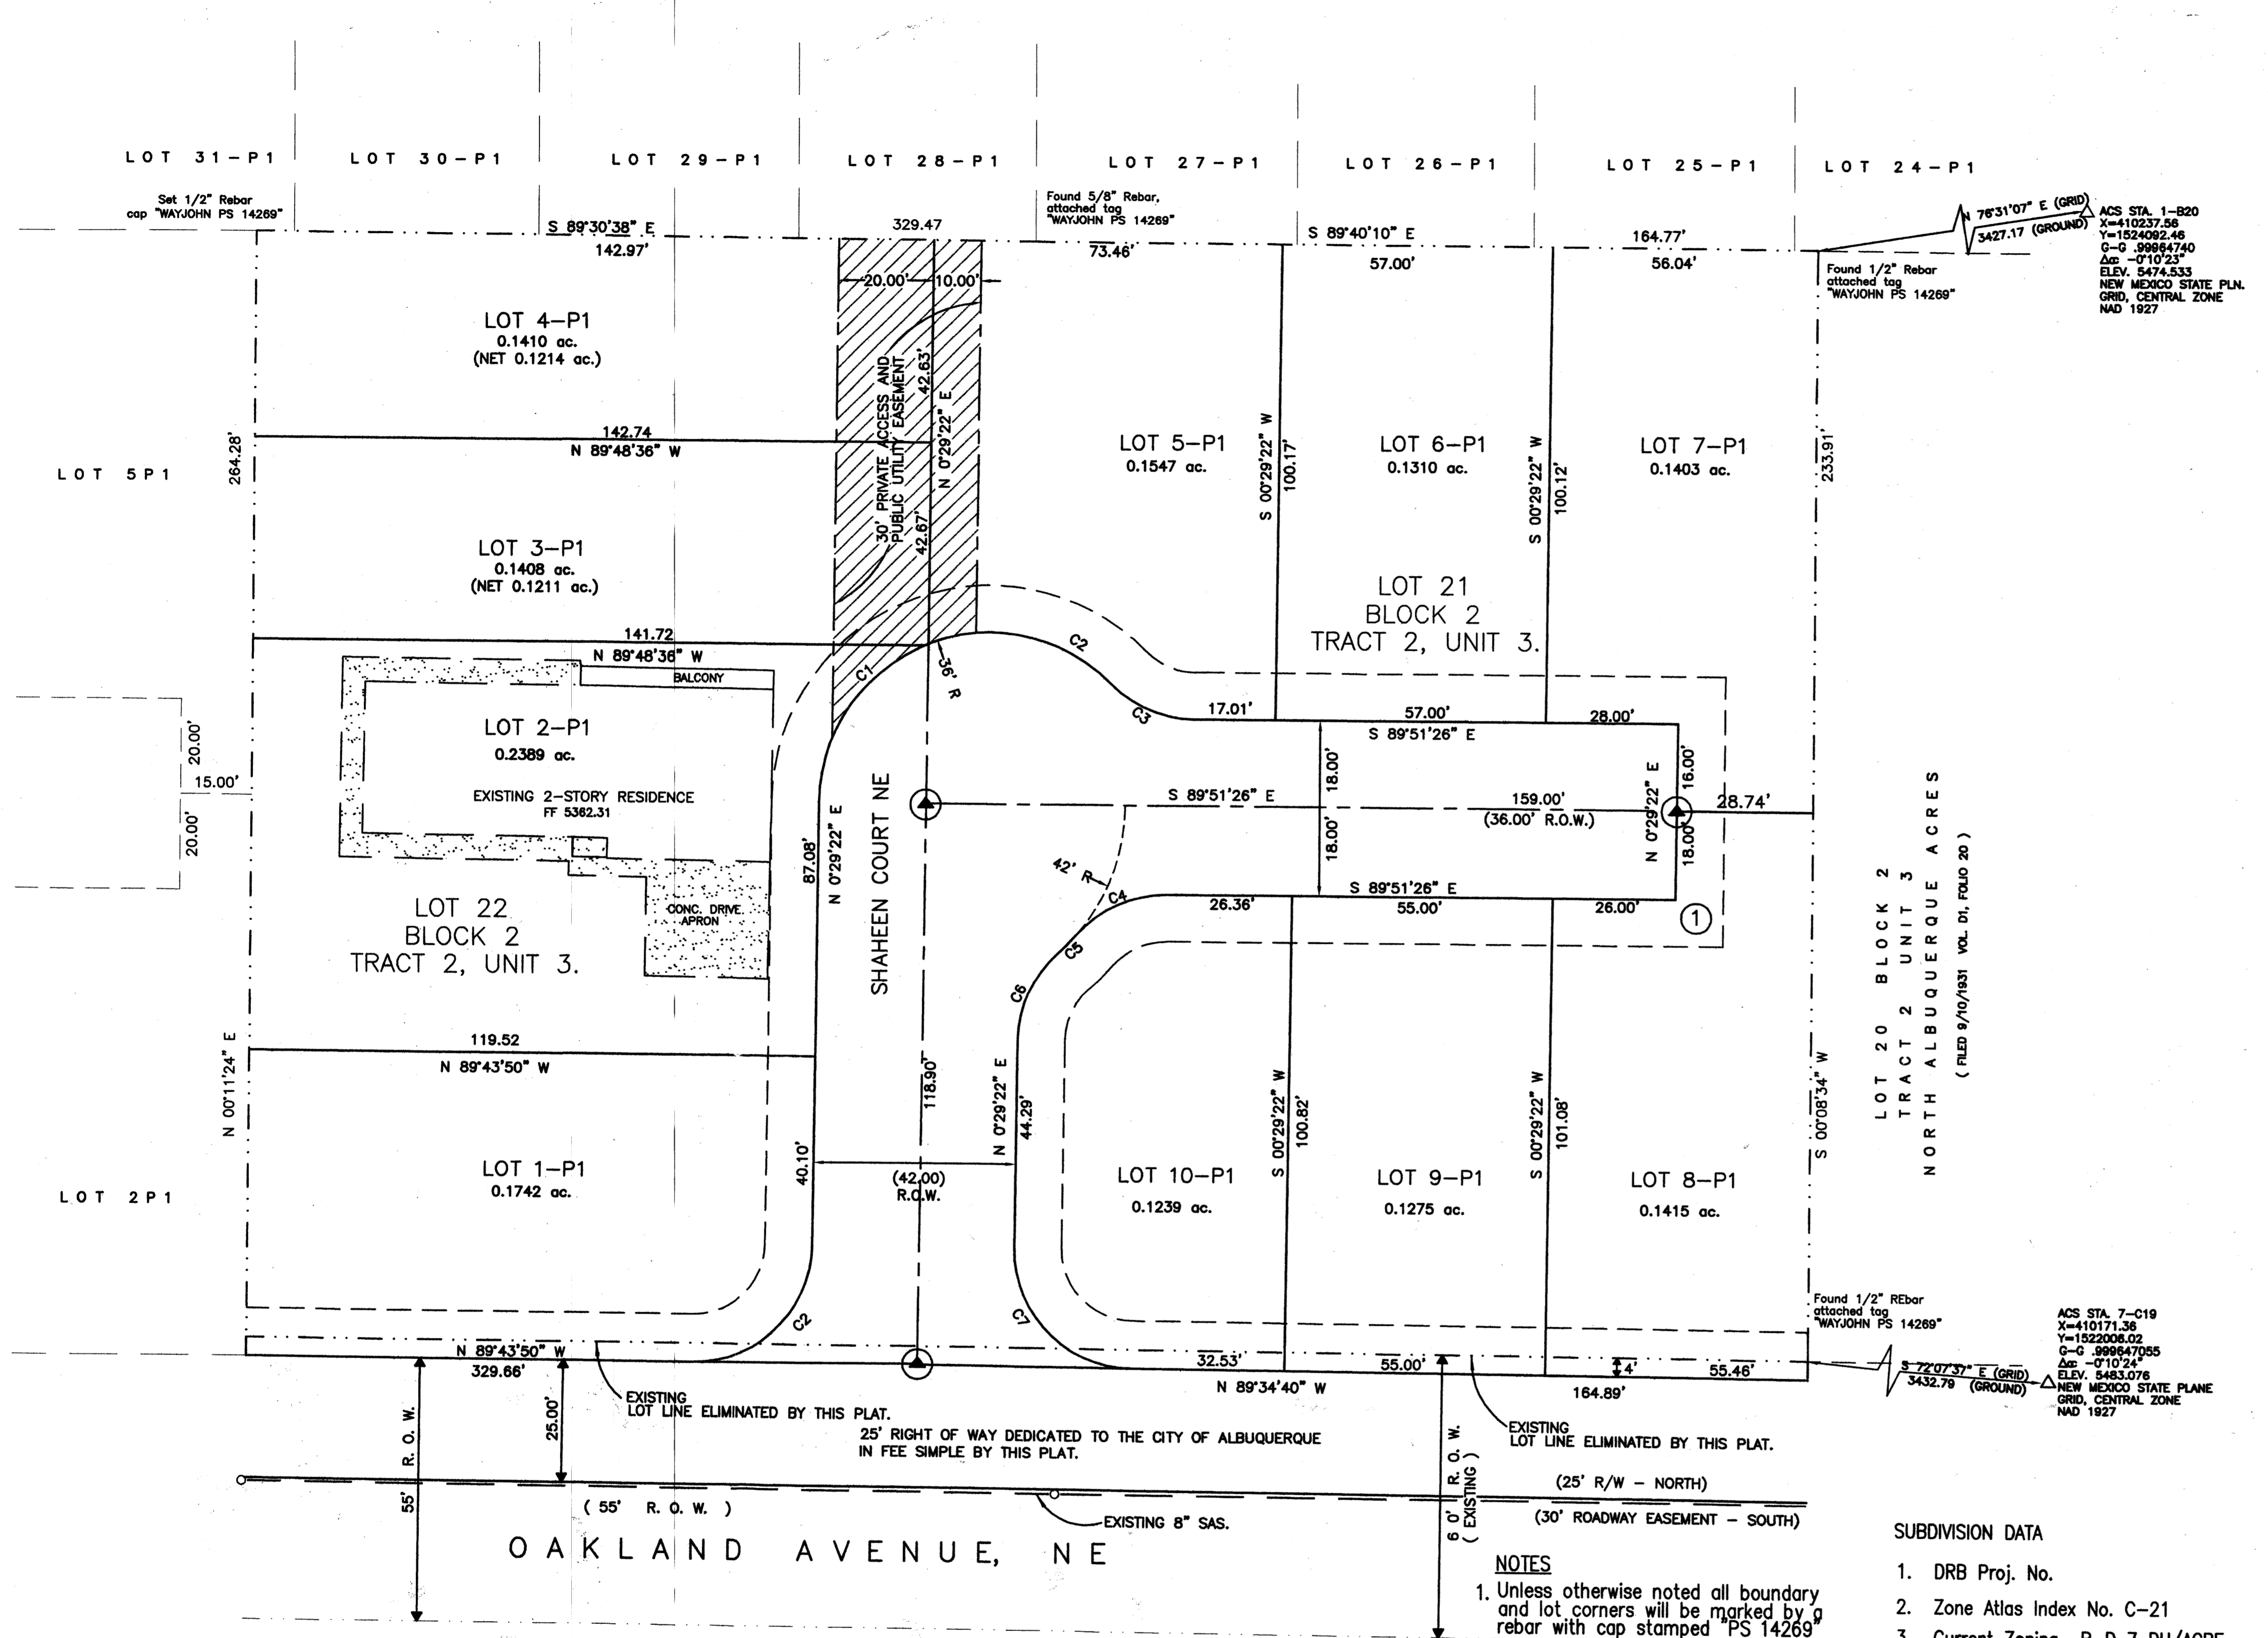 LOT 31-P1
LOT 30-P1
LOT 29-P1
LOT 28-P1
LOT 27-P1
LOT 26-P1
LOT 25-P1
LOT 24-P1
Set 1/2" Rebar
cap "WAYJOHN PS 14269"
Found 5/8" Rebar,
attached tag
"WAYJOHN PS 14269"
S 89°30'38" E
142.97'
329.47
73.46'
S 89°40'10" E
57.00'
164.77'
56.04'
N 76°31'07" E (GRID)
3427.17 (GROUND)
ACS STA. 1-B20
X=410237.56
Y=1524092.46
G-G .99964740
Δα -0°10'23"
ELEV. 5474.533
NEW MEXICO STATE PLN.
GRID, CENTRAL ZONE
NAD 1927
Found 1/2" Rebar
attached tag
"WAYJOHN PS 14269"
20.00'
10.00'
LOT 4-P1
0.1410 ac.
(NET 0.1214 ac.)
42.63'
30' PRIVATE ACCESS AND
PUBLIC UTILITY EASEMENT
N 0°29'22" E
42.67'
142.74
N 89°48'36" W
264.28'
LOT 5P1
LOT 5-P1
0.1547 ac.
S 00°29'22" W
100.17'
LOT 6-P1
0.1310 ac.
S 00°29'22" W
100.12'
LOT 7-P1
0.1403 ac.
233.91'
LOT 3-P1
0.1408 ac.
(NET 0.1211 ac.)
LOT 21
BLOCK 2
TRACT 2, UNIT 3.
141.72
N 89°48'36" W
BALCONY
C1
36' R
C2
C3
17.01'
57.00'
S 89°51'26" E
28.00'
LOT 2-P1
0.2389 ac.
EXISTING 2-STORY RESIDENCE
FF 5362.31
20.00'
15.00'
20.00'
87.08'
N 0°29'22" E
SHAHEEN COURT NE
S 89°51'26" E
18.00'
18.00'
159.00'
(36.00' R.O.W.)
N 0°29'22" E
16.00'
18.00'
28.74'
42' R
C4
S 89°51'26" E
26.36'
55.00'
26.00'
1
CONC. DRIVE
APRON
LOT 22
BLOCK 2
TRACT 2, UNIT 3.
C5
C6
LOT 20 BLOCK 2
TRACT 2 UNIT 3
NORTH ALBUQUERQUE ACRES
( FILED 9/10/1931 VOL. D1, FOLIO 20 )
119.52
N 89°43'50" W
N 00°11'24" E
118.90'
N 0°29'22" E
44.29'
S 00°29'22" W
100.82'
S 00°29'22" W
101.08'
S 00°08'34" W
LOT 2P1
LOT 1-P1
0.1742 ac.
40.10'
(42.00)
R.O.W.
LOT 10-P1
0.1239 ac.
LOT 9-P1
0.1275 ac.
LOT 8-P1
0.1415 ac.
Found 1/2" REbar
attached tag
"WAYJOHN PS 14269"
C2
C7
N 89°43'50" W
329.66'
32.53'
N 89°34'40" W
55.00'
4'
55.46'
164.89'
S 72°07'37" E (GRID)
3432.79 (GROUND)
ACS STA. 7-C19
X=410171.36
Y=1522006.02
G-G .999647055
Δα -0°10'24"
ELEV. 5483.076
NEW MEXICO STATE PLANE
GRID, CENTRAL ZONE
NAD 1927
EXISTING
LOT LINE ELIMINATED BY THIS PLAT.
55' R. O. W.
25.00'
25' RIGHT OF WAY DEDICATED TO THE CITY OF ALBUQUERQUE
IN FEE SIMPLE BY THIS PLAT.
60' R. O. W.
( EXISTING )
EXISTING
LOT LINE ELIMINATED BY THIS PLAT.
(25' R/W - NORTH)
( 55' R. O. W. )
EXISTING 8" SAS.
(30' ROADWAY EASEMENT - SOUTH)
OAKLAND AVENUE, NE
NOTES
1. Unless otherwise noted all boundary
and lot corners will be marked by a
rebar with cap stamped "PS 14269"
SUBDIVISION DATA
1. DRB Proj. No.
2. Zone Atlas Index No. C-21
3. Current Zoning R-D 7 DU/ACRE